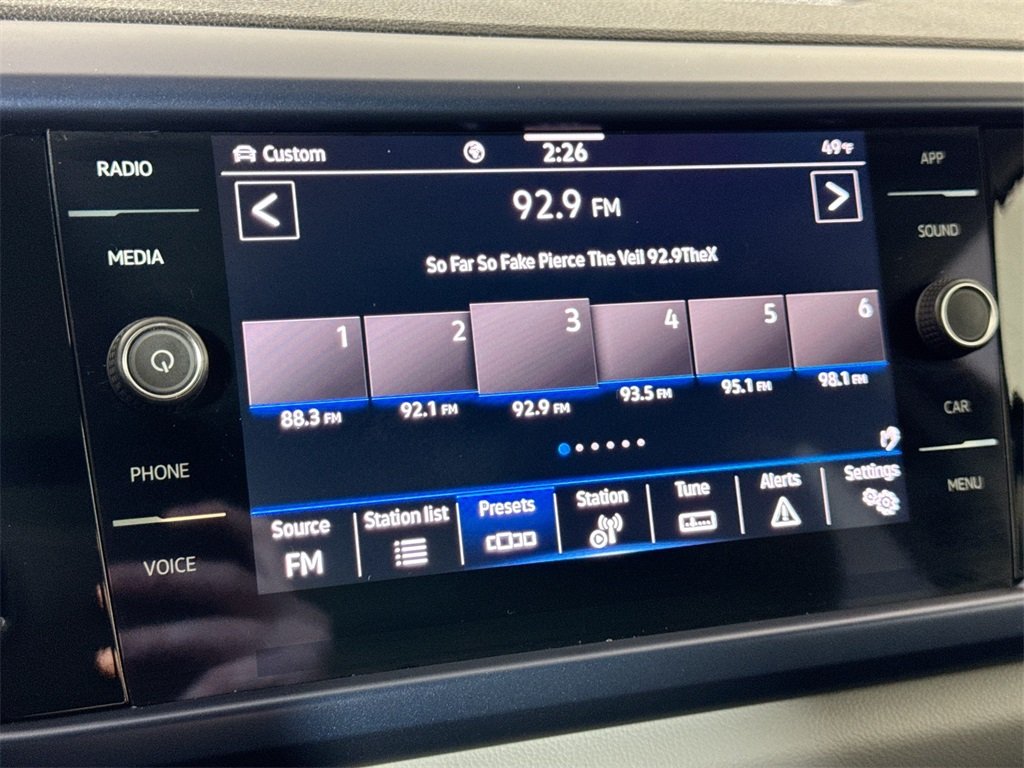 RADIO
MEDIA
PHONE
VOICE
Custom
2:26
49°F
92.9 FM
So Far So Fake Pierce The Veil 92.9TheX
1 2 3 4 5 6
88.3 FM 92.1 FM 92.9 FM 93.5 FM 95.1 FM 98.1 FM
Source Station list Presets Station Tune Alerts Settings
FM
APP
SOUND
CAR
MENU